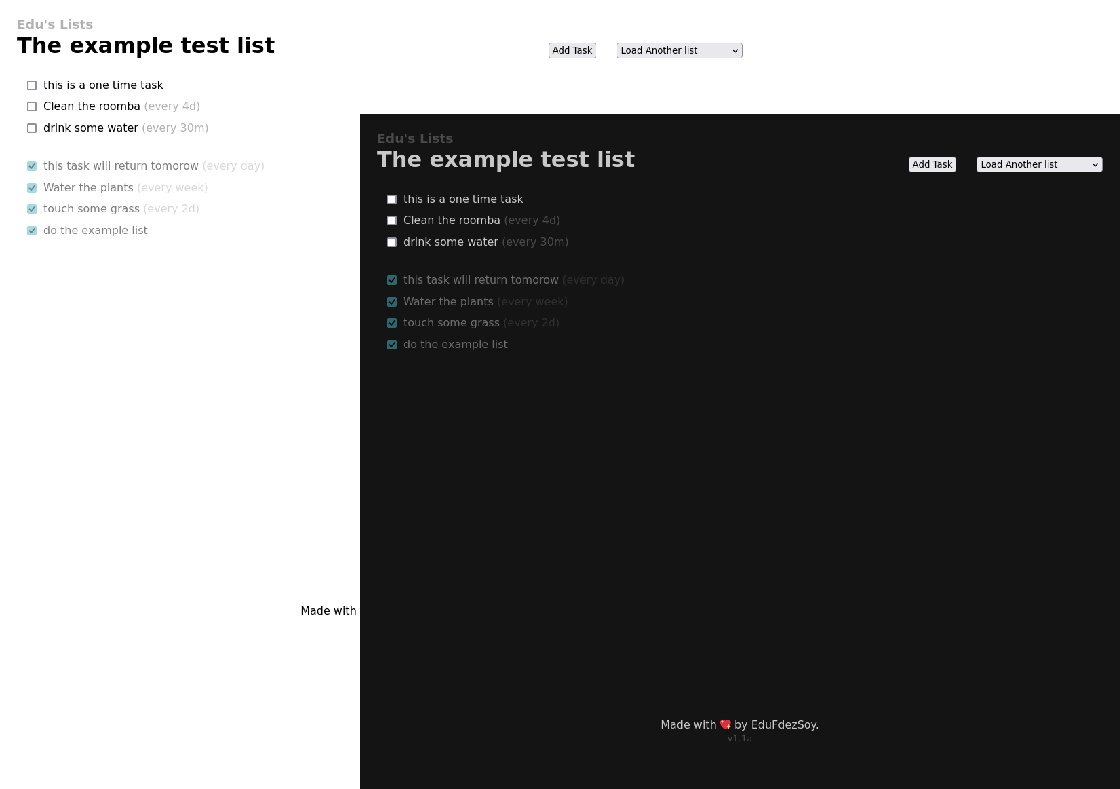 Edu's Lists
The example test list
Add Task
Load Another list
this is a one time task
Clean the roomba (every 4d)
drink some water (every 30m)
this task will return tomorow (every day)
Water the plants (every week)
touch some grass (every 2d)
do the example list
Made with
Edu's Lists
The example test list
Add Task
Load Another list
this is a one time task
Clean the roomba (every 4d)
drink some water (every 30m)
this task will return tomorow (every day)
Water the plants (every week)
touch some grass (every 2d)
do the example list
Made with 💝 by EduFdezSoy.
v1.1a